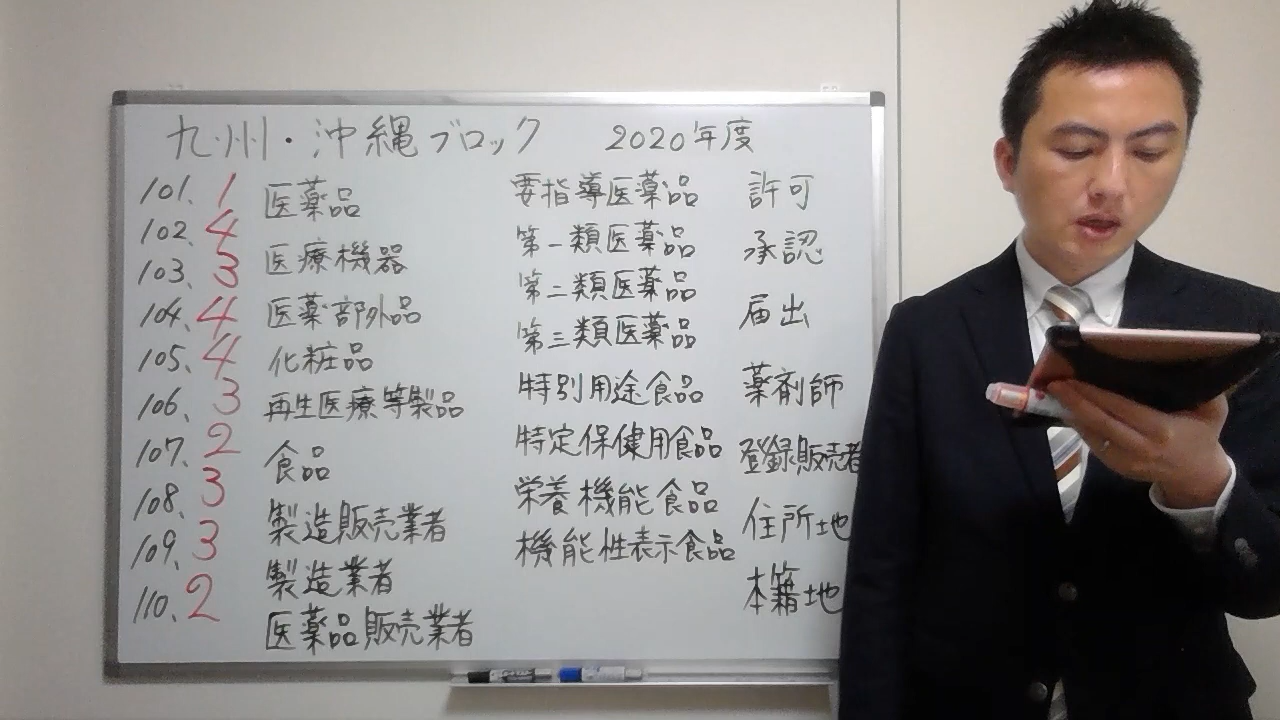 九州・沖縄ブロック 2020年度
101. 1
102. 4
103. 3
104. 4
105. 4
106. 3
107. 2
108. 3
109. 3
110. 2
医薬品
医療機器
医薬部外品
化粧品
再生医療等製品
食品
製造販売業者
製造業者
医薬品販売業者
要指導医薬品
第一類医薬品
第二類医薬品
第三類医薬品
特別用途食品
特定保健用食品
栄養機能食品
機能性表示食品
許可
承認
届出
薬剤師
登録販売者
住所地
本籍地